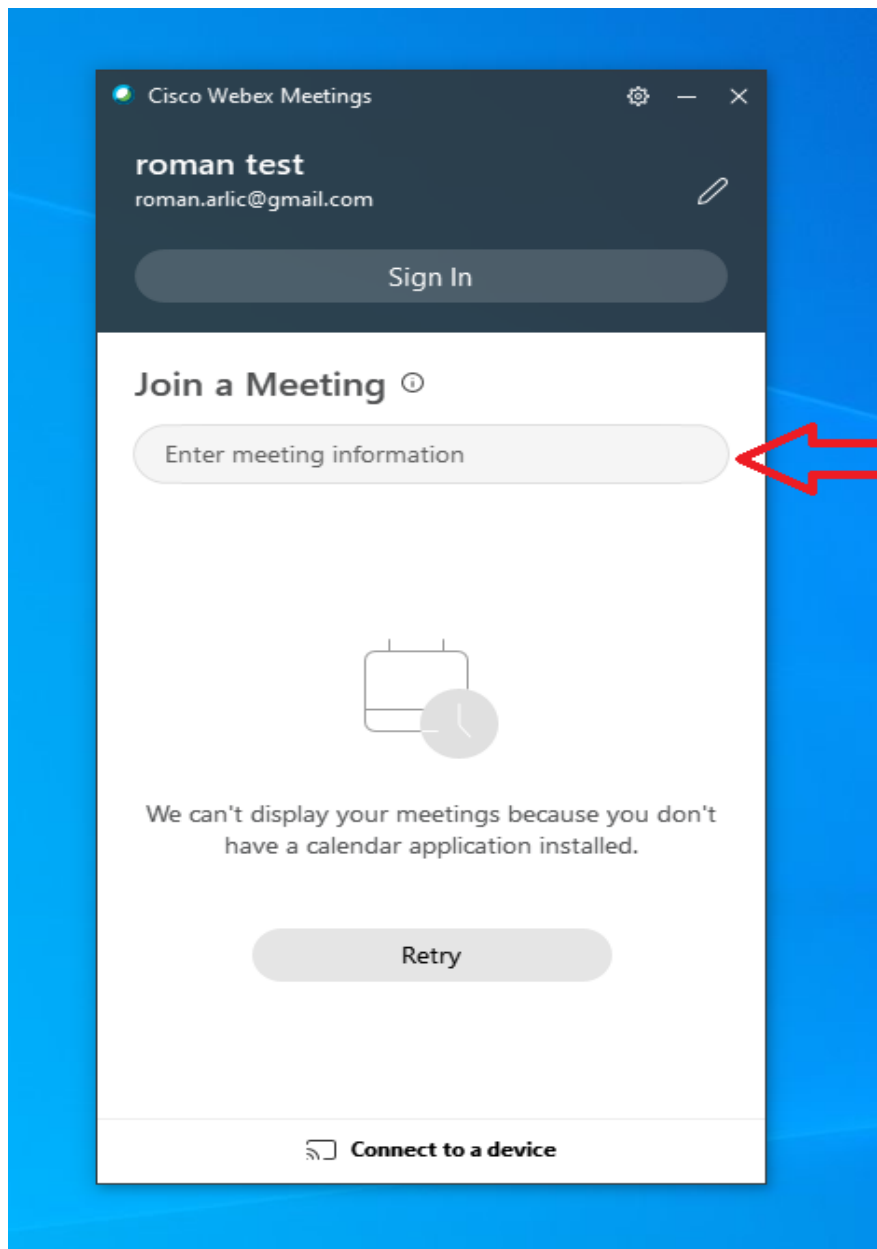 Cisco Webex Meetings
roman test
roman.arlic@gmail.com
Sign In
Join a Meeting
Enter meeting information
We can't display your meetings because you don't
have a calendar application installed.
Retry
Connect to a device